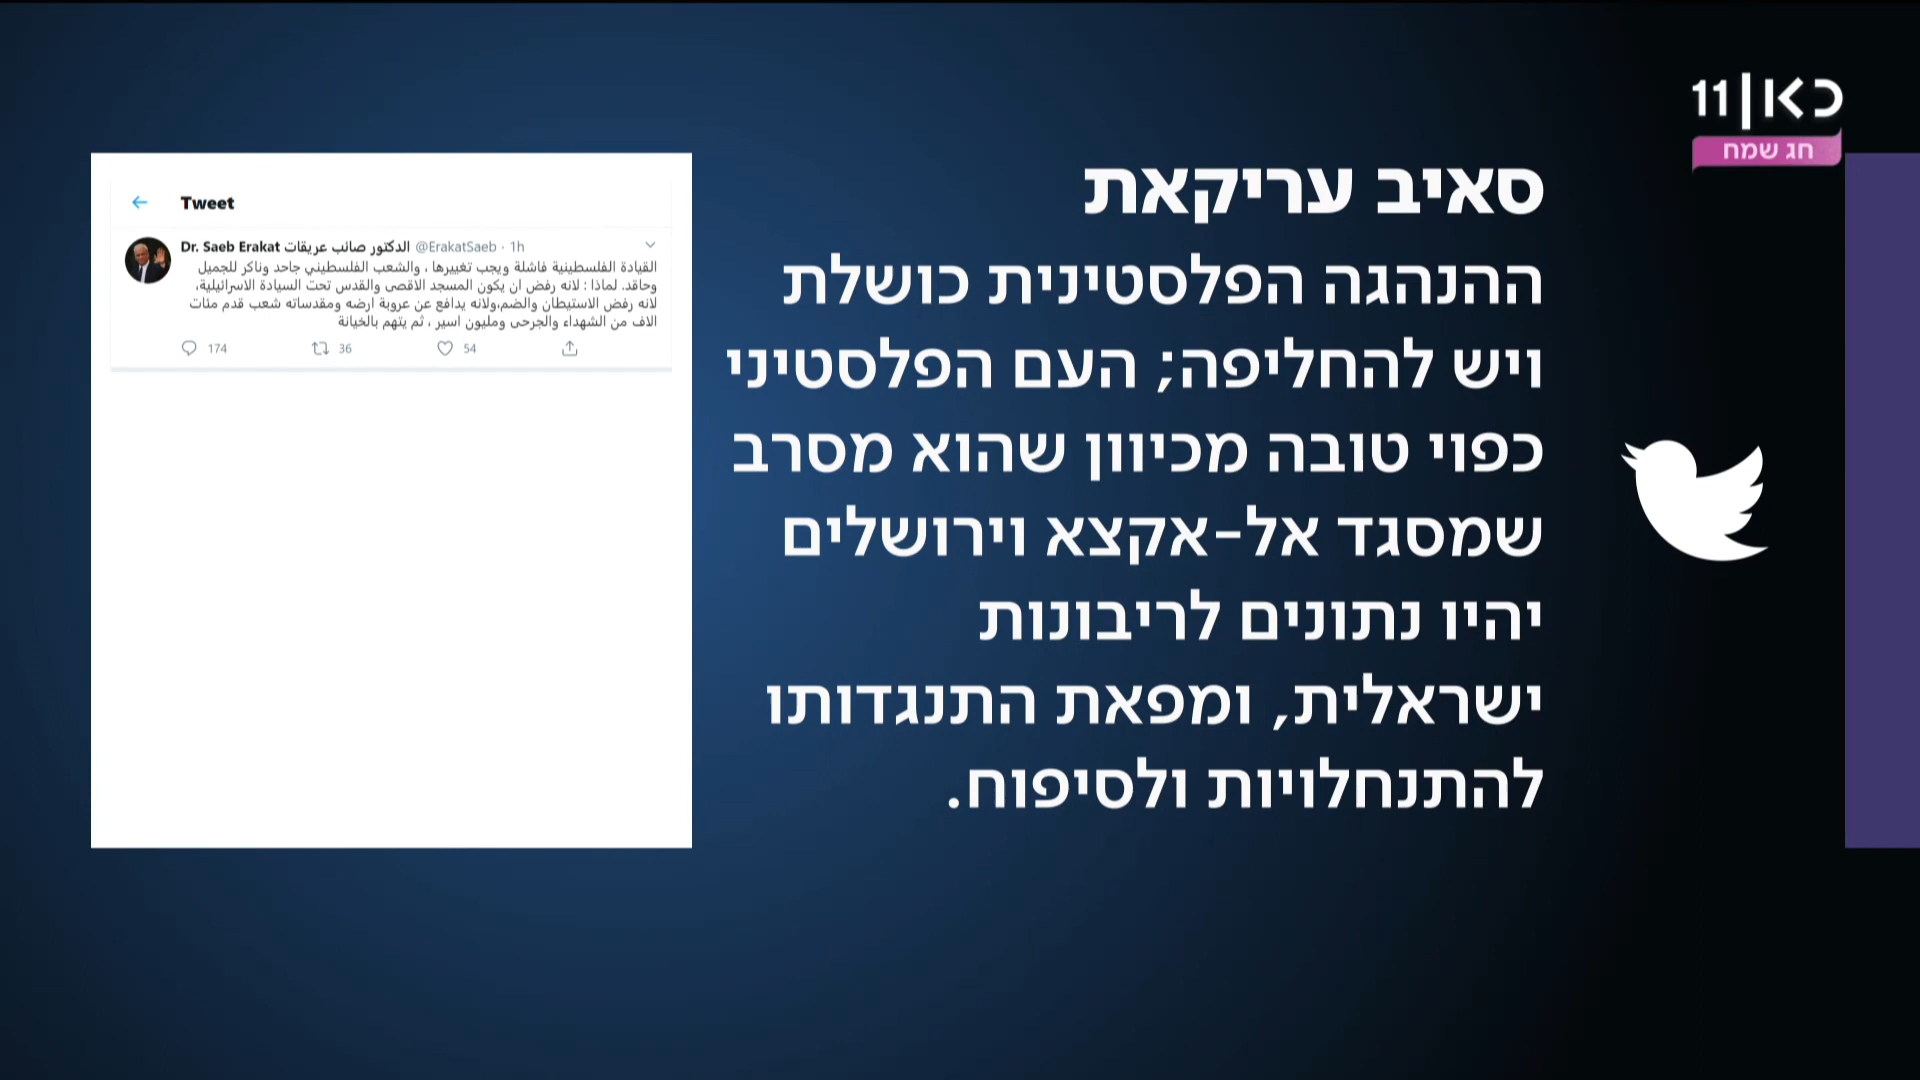 כאן|11
חג שמח
סאיב עריקאת
ההנהגה הפלסטינית כושלת
ויש להחליפה; העם הפלסטיני
כפוי טובה מכיוון שהוא מסרב
שמסגד אל-אקצא וירושלים
יהיו נתונים לריבונות
ישראלית, ומפאת התנגדותו
להתנחלויות ולסיפוח.
Tweet
Dr. Saeb Erakat الدكتور صائب عريقات @ErakatSaeb · 1h
القيادة الفلسطينية فاشلة ويجب تغييرها ، والشعب الفلسطيني جاحد وناكر للجميل
وحاقد. لماذا : لانه رفض ان يكون المسجد الاقصى والقدس تحت السيادة الاسرائيلية،
لانه رفض الاستيطان والضم،ولانه يدافع عن عروبة ارضه ومقدساته شعب قدم مئات
الاف من الشهداء والجرحى ومليون اسير ، ثم يتهم بالخيانة
174 36 54